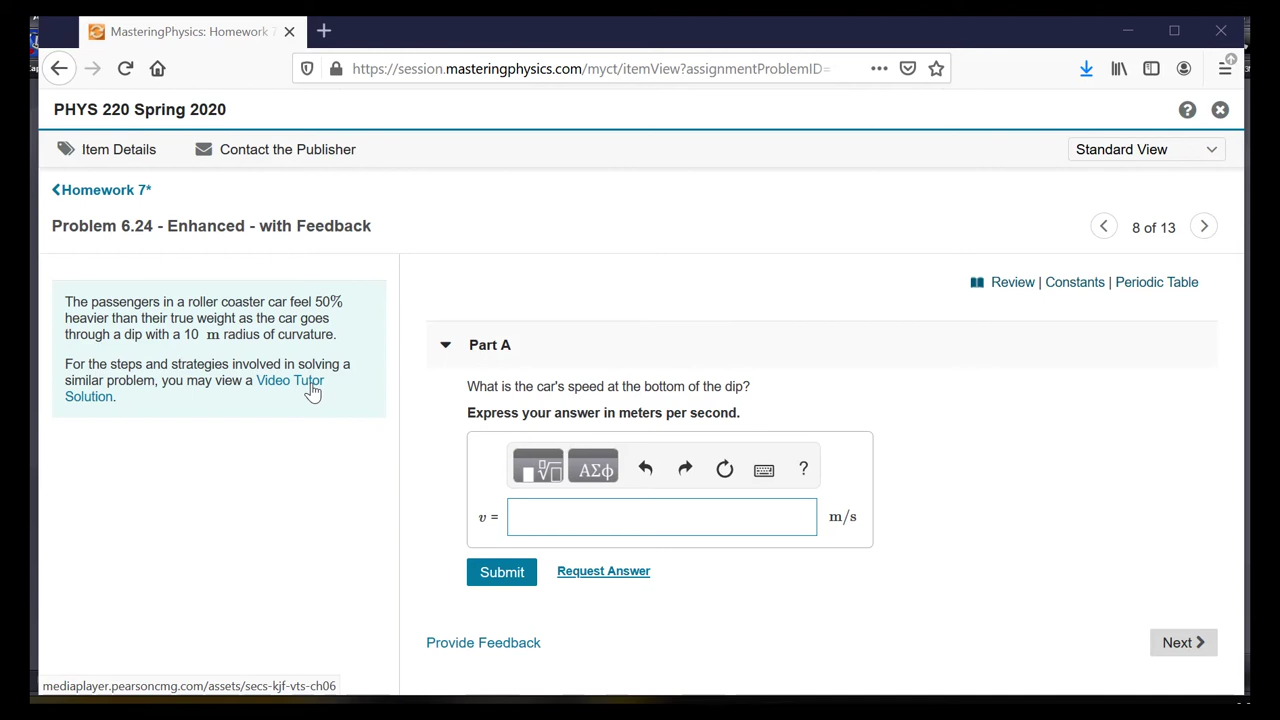 MasteringPhysics: Homework 7
https://session.masteringphysics.com/myct/itemView?assignmentProblemID=
PHYS 220 Spring 2020
Item Details
Contact the Publisher
Standard View
Homework 7*
Problem 6.24 - Enhanced - with Feedback
8 of 13
The passengers in a roller coaster car feel 50%
heavier than their true weight as the car goes
through a dip with a 10 m radius of curvature.
For the steps and strategies involved in solving a
similar problem, you may view a Video Tutor
Solution.
Review | Constants | Periodic Table
Part A
What is the car's speed at the bottom of the dip?
Express your answer in meters per second.
ΑΣϕ
?
v =
m/s
Submit
Request Answer
Provide Feedback
Next
mediaplayer.pearsoncmg.com/assets/secs-kjf-vts-ch06